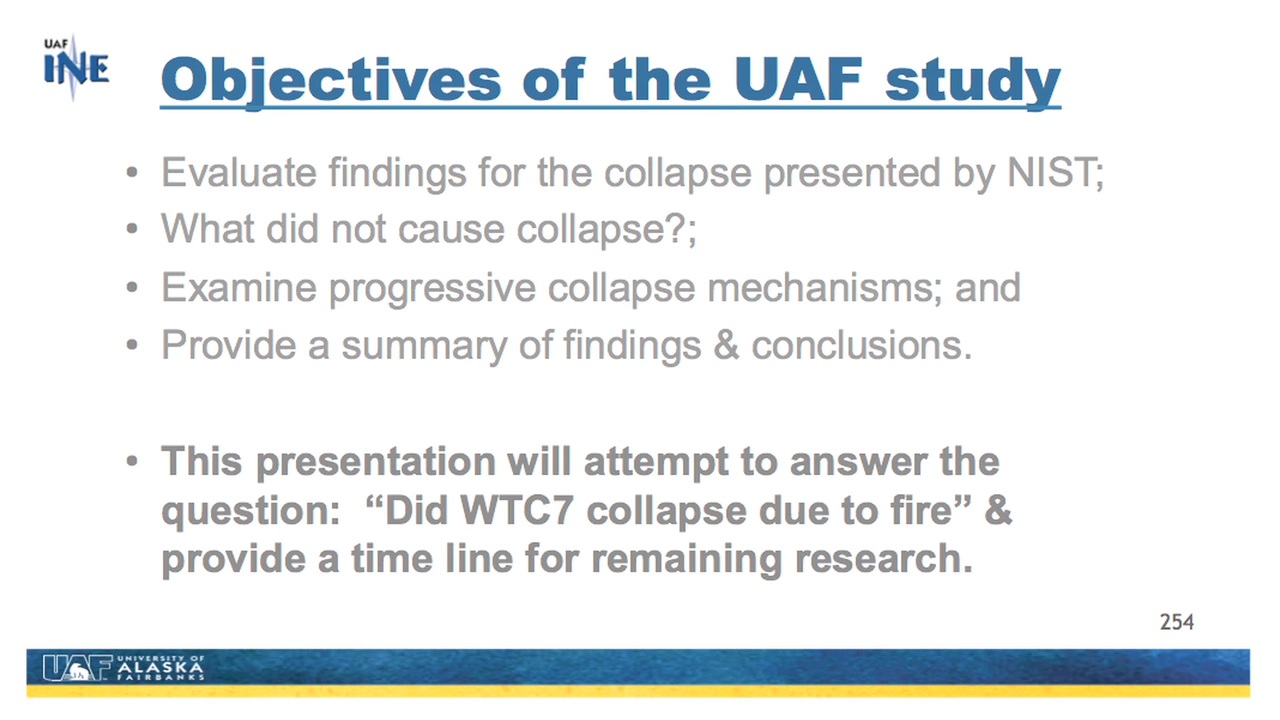 UAF
INE
Objectives of the UAF study
• Evaluate findings for the collapse presented by NIST;
• What did not cause collapse?;
• Examine progressive collapse mechanisms; and
• Provide a summary of findings & conclusions.
• This presentation will attempt to answer the
question:  “Did WTC7 collapse due to fire” &
provide a time line for remaining research.
254
UAF UNIVERSITY OF
ALASKA
FAIRBANKS